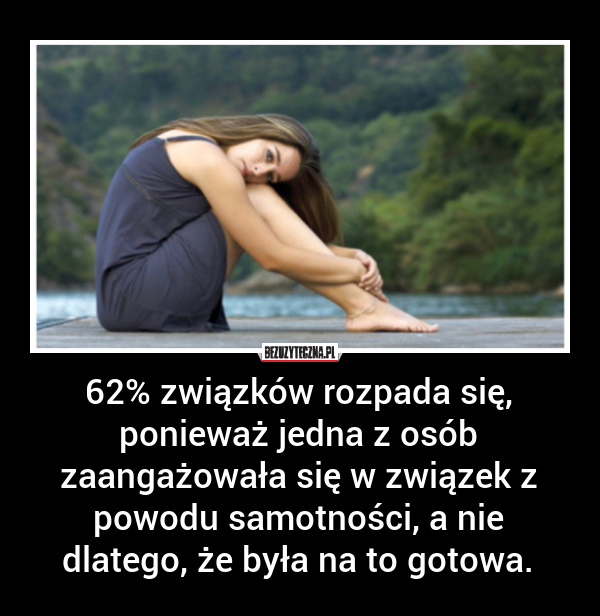 BEZUZYTECZNA.PL
62% związków rozpada się,
ponieważ jedna z osób
zaangażowała się w związek z
powodu samotności, a nie
dlatego, że była na to gotowa.